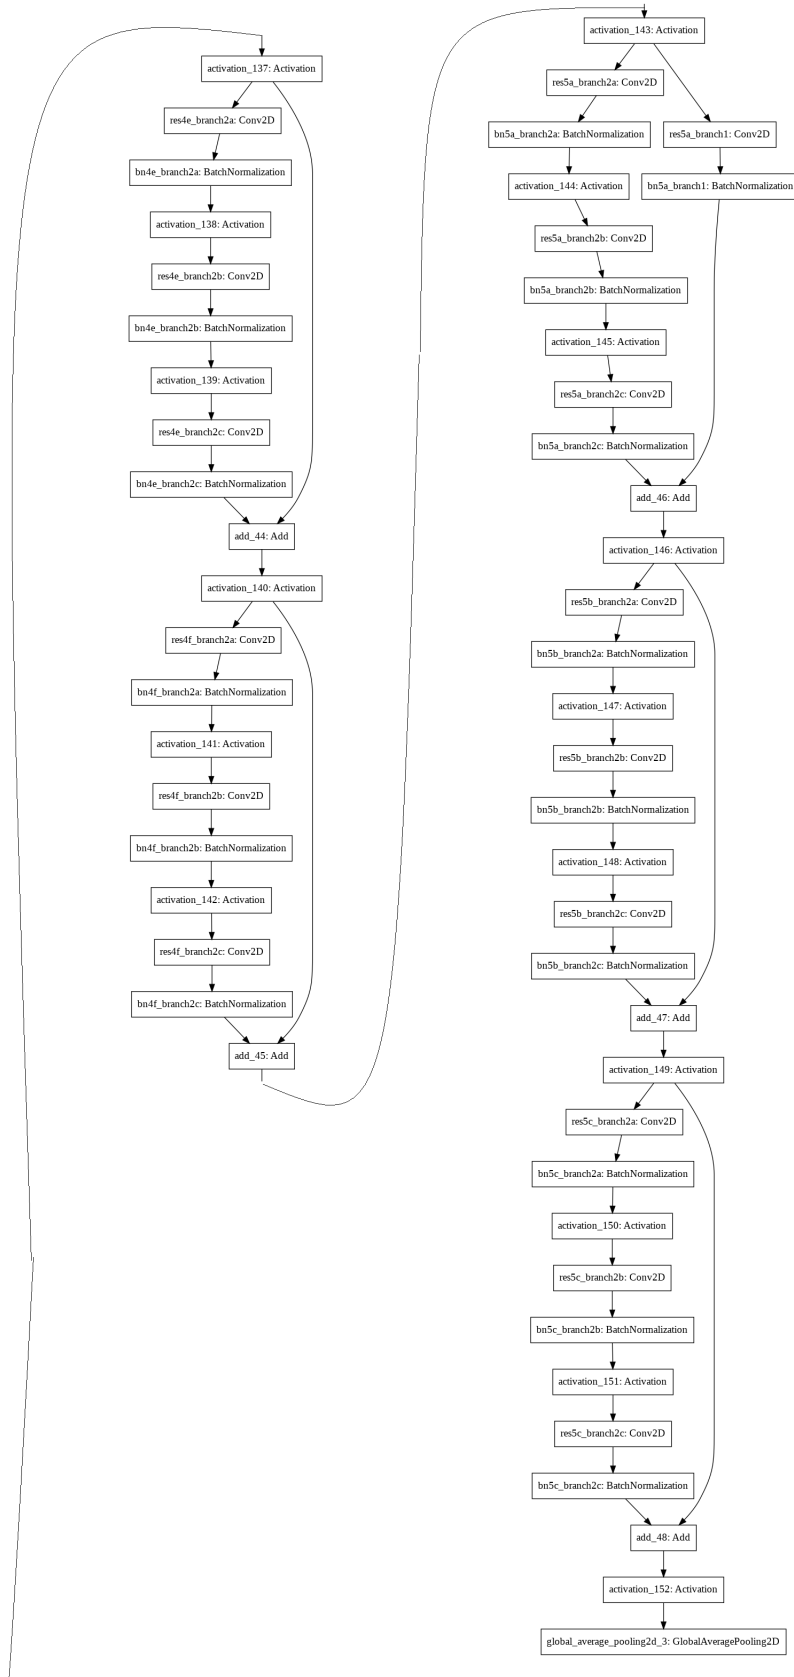 activation_137: Activation
res4e_branch2a: Conv2D
bn4e_branch2a: BatchNormalization
activation_138: Activation
res4e_branch2b: Conv2D
bn4e_branch2b: BatchNormalization
activation_139: Activation
res4e_branch2c: Conv2D
bn4e_branch2c: BatchNormalization
add_44: Add
activation_140: Activation
res4f_branch2a: Conv2D
bn4f_branch2a: BatchNormalization
activation_141: Activation
res4f_branch2b: Conv2D
bn4f_branch2b: BatchNormalization
activation_142: Activation
res4f_branch2c: Conv2D
bn4f_branch2c: BatchNormalization
add_45: Add
activation_143: Activation
res5a_branch2a: Conv2D
bn5a_branch2a: BatchNormalization
res5a_branch1: Conv2D
activation_144: Activation
bn5a_branch1: BatchNormalization
res5a_branch2b: Conv2D
bn5a_branch2b: BatchNormalization
activation_145: Activation
res5a_branch2c: Conv2D
bn5a_branch2c: BatchNormalization
add_46: Add
activation_146: Activation
res5b_branch2a: Conv2D
bn5b_branch2a: BatchNormalization
activation_147: Activation
res5b_branch2b: Conv2D
bn5b_branch2b: BatchNormalization
activation_148: Activation
res5b_branch2c: Conv2D
bn5b_branch2c: BatchNormalization
add_47: Add
activation_149: Activation
res5c_branch2a: Conv2D
bn5c_branch2a: BatchNormalization
activation_150: Activation
res5c_branch2b: Conv2D
bn5c_branch2b: BatchNormalization
activation_151: Activation
res5c_branch2c: Conv2D
bn5c_branch2c: BatchNormalization
add_48: Add
activation_152: Activation
global_average_pooling2d_3: GlobalAveragePooling2D